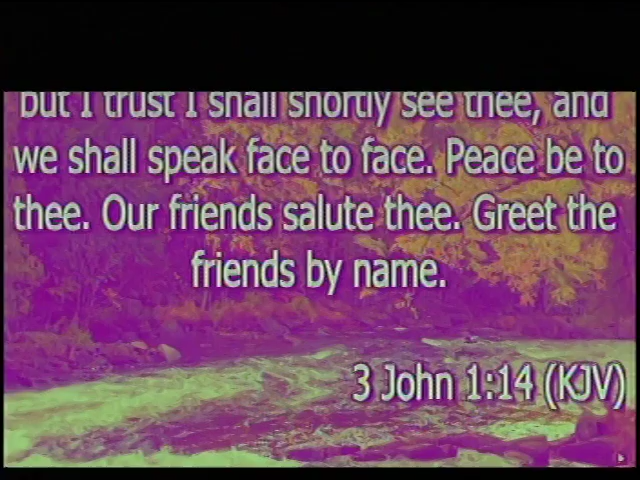 but I trust I shall shortly see thee, and
we shall speak face to face. Peace be to
thee. Our friends salute thee. Greet the
friends by name.
3 John 1:14 (KJV)